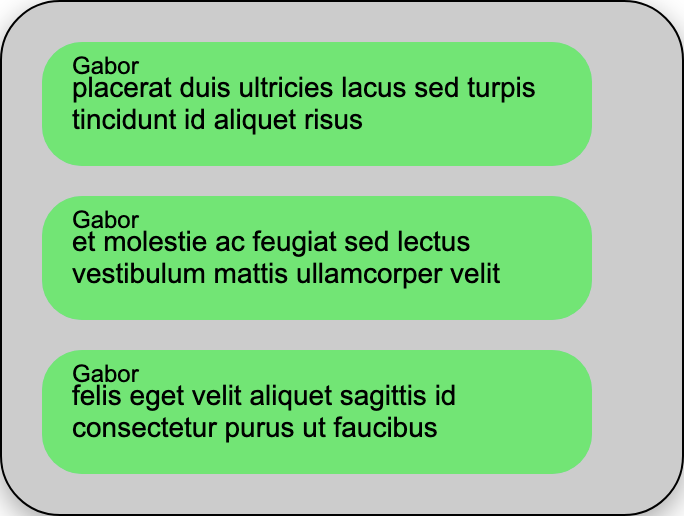 Gabor
placerat duis ultricies lacus sed turpis
tincidunt id aliquet risus
Gabor
et molestie ac feugiat sed lectus
vestibulum mattis ullamcorper velit
Gabor
felis eget velit aliquet sagittis id
consectetur purus ut faucibus